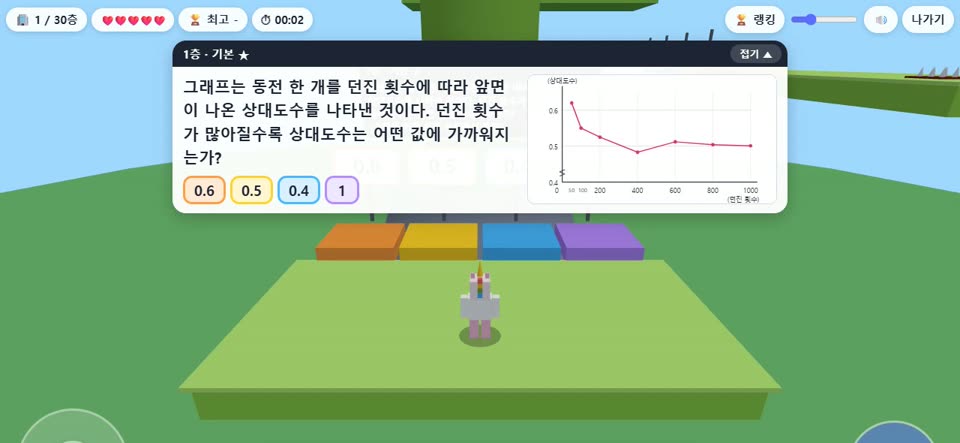 1 / 30층
최고 -
00:02
랭킹
나가기
1층 · 기본 ★
접기 ▲
그래프는 동전 한 개를 던진 횟수에 따라 앞면
이 나온 상대도수를 나타낸 것이다. 던진 횟수
가 많아질수록 상대도수는 어떤 값에 가까워지
는가?
0.6
0.5
0.4
1
(상대도수)
0.6
0.5
0.4
0
50
100
200
400
600
800
1000
(던진 횟수)